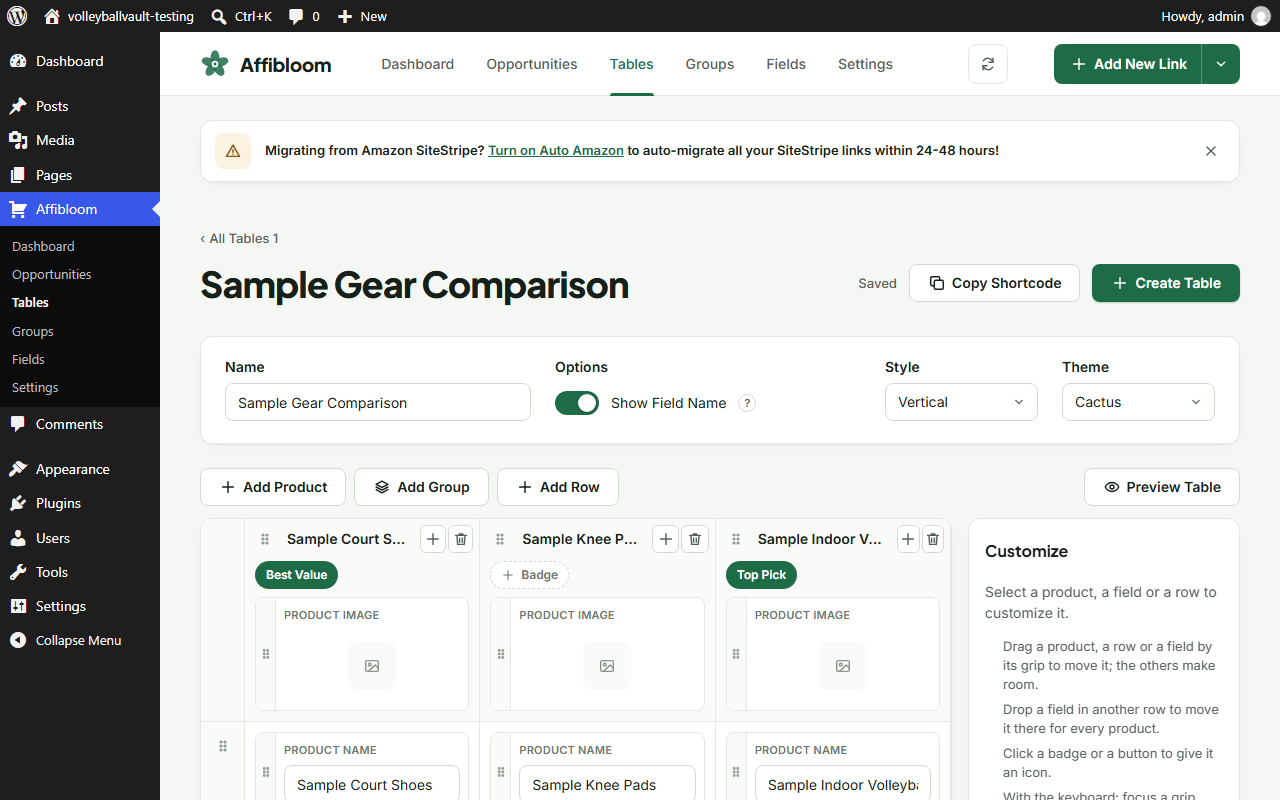 volleyballvault-testing Ctrl+K 0 New Howdy, admin
Dashboard
Posts
Media
Pages
Affibloom
Dashboard
Opportunities
Tables
Groups
Fields
Settings
Comments
Appearance
Plugins
Users
Tools
Settings
Collapse Menu
Affibloom Dashboard Opportunities Tables Groups Fields Settings Add New Link
Migrating from Amazon SiteStripe? Turn on Auto Amazon to auto-migrate all your SiteStripe links within 24-48 hours!
‹ All Tables 1
Sample Gear Comparison Saved Copy Shortcode Create Table
Name Options Style Theme
Sample Gear Comparison Show Field Name ? Vertical Cactus
Add Product Add Group Add Row Preview Table
Sample Court S... Sample Knee P... Sample Indoor V...
Best Value Badge Top Pick
PRODUCT IMAGE PRODUCT IMAGE PRODUCT IMAGE
PRODUCT NAME PRODUCT NAME PRODUCT NAME
Sample Court Shoes Sample Knee Pads Sample Indoor Volleyba
Customize
Select a product, a field or a row to
customize it.
Drag a product, a row or a field by
its grip to move it; the others make
room.
Drop a field in another row to move
it there for every product.
Click a badge or a button to give it
an icon.
With the keyboard: focus a grip